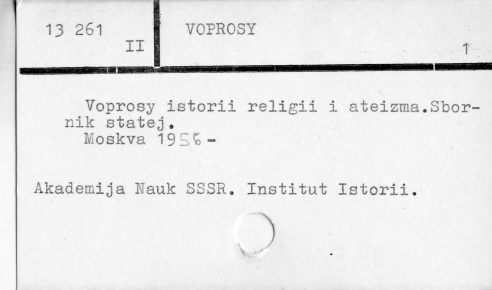 13 261 VOPROSY
II 1
Voprosy istorii religii i ateizma.Sbor-
nik statej.
Moskva 1956-
Akademija Nauk SSSR. Institut Istorii.